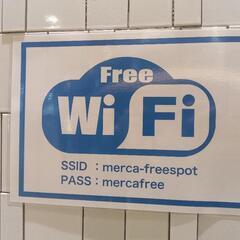 Free
Wi Fi
SSID : merca-freespot
PASS : mercafree